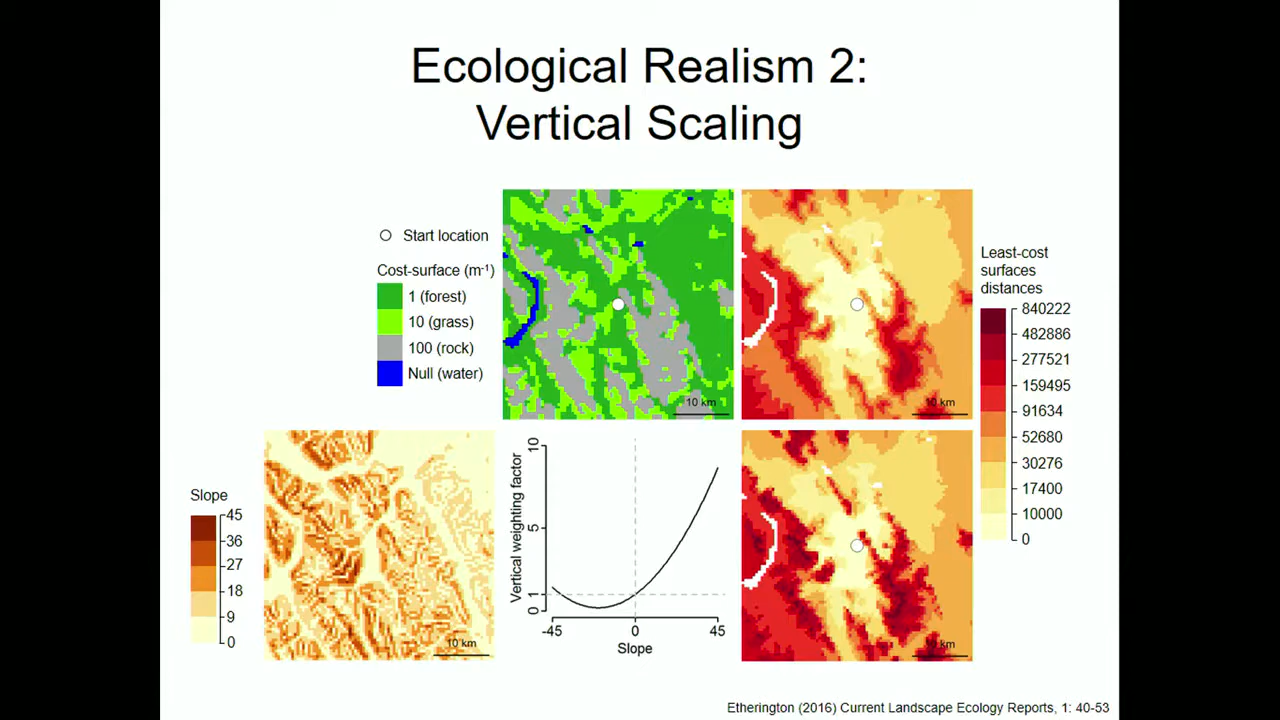 Ecological Realism 2:
Vertical Scaling
Start location
Cost-surface (m-1)
1 (forest)
10 (grass)
100 (rock)
Null (water)
10 km
10 km
Least-cost
surfaces
distances
840222
482886
277521
159495
91634
52680
30276
17400
10000
0
Slope
45
36
27
18
9
0
10 km
Vertical weighting factor
10
5
1
0
-45
0
45
Slope
10 km
Etherington (2016) Current Landscape Ecology Reports, 1: 40-53